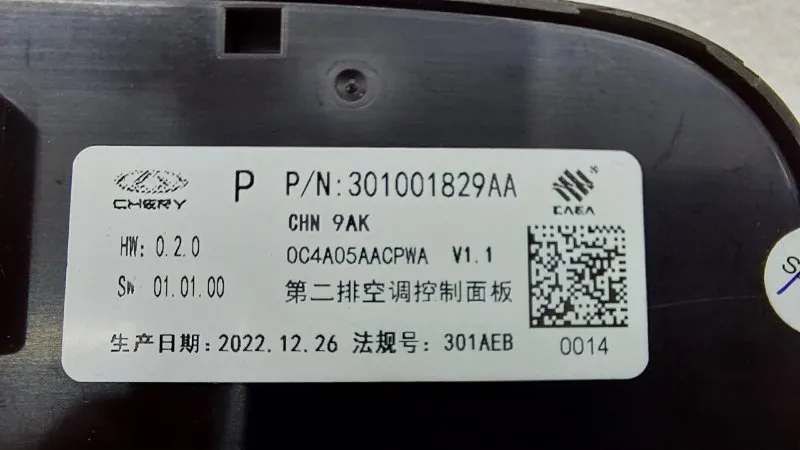 P P/N:301001829AA
CHERY CHN 9AK CAEA
HW: 0.2.0 0C4A05AACPWA V1.1
SW 01.01.00 第二排空调控制面板
生产日期:2022.12.26 法规号: 301AEB 0014